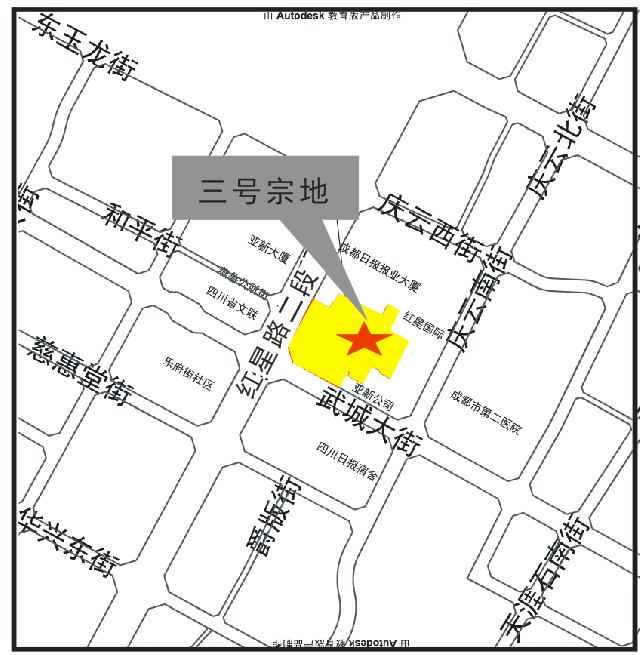 由 Autodesk 教育版产品制作
东玉龙街
庆云北街
三号宗地
街
和平街
庆云西街
亚新大厦
成都日报报业大厦
庆云南街
四川省文联
红星路二段
红星国际
慈惠堂街
乐府街社区
亚新公司
武城大街
成都市第二医院
四川日报宿舍
爵版街
华兴东街
天涯石南街
由 Autodesk 教育版产品制作